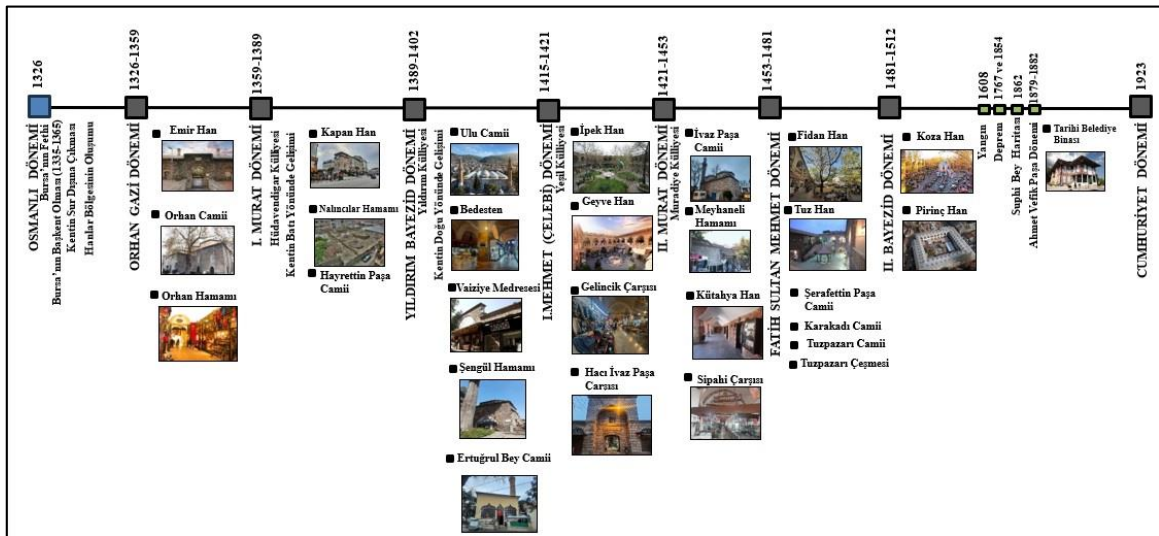 1326
OSMANLI DÖNEMİ
Bursa'nın Fethi
Bursa'nın Başkent Olması (1335-1365)
Kentin Sur Dışına Çıkması
Hanlar Bölgesinin Oluşumu
1326-1359
ORHAN GAZİ DÖNEMİ
Emir Han
Orhan Camii
Orhan Hamamı
1359-1389
I. MURAT DÖNEMİ
Hüdavendigar Külliyesi
Kentin Batı Yönünde Gelişimi
Kapan Han
Nalıncılar Hamamı
Hayrettin Paşa
Camii
1389-1402
YILDIRIM BAYEZİD DÖNEMİ
Yıldırım Külliyesi
Kentin Doğu Yönünde Gelişimi
Ulu Camii
Bedesten
Vaiziye Medresesi
Şengül Hamamı
Ertuğrul Bey Camii
1415-1421
I.MEHMET (ÇELEBİ) DÖNEMİ
Yeşil Külliyesi
İpek Han
Geyve Han
Gelincik Çarşısı
Hacı İvaz Paşa
Çarsısı
1421-1453
II. MURAT DÖNEMİ
Muradiye Külliyesi
İvaz Paşa
Camii
Meyhaneli
Hamamı
Kütahya Han
Sipahi Çarşısı
1453-1481
FATİH SULTAN MEHMET DÖNEMİ
Fidan Han
Tuz Han
Şerafettin Paşa
Camii
Karakadı Camii
Tuzpazarı Camii
Tuzpazarı Çeşmesi
1481-1512
II. BAYEZİD DÖNEMİ
Koza Han
Pirinç Han
1608
Yangın
1767 ve 1854
Deprem
1862
Suphi Bey Haritası
1879-1882
Ahmet Vefik Paşa Dönemi
Tarihi Belediye
Binası
1923
CUMHURİYET DÖNEMİ